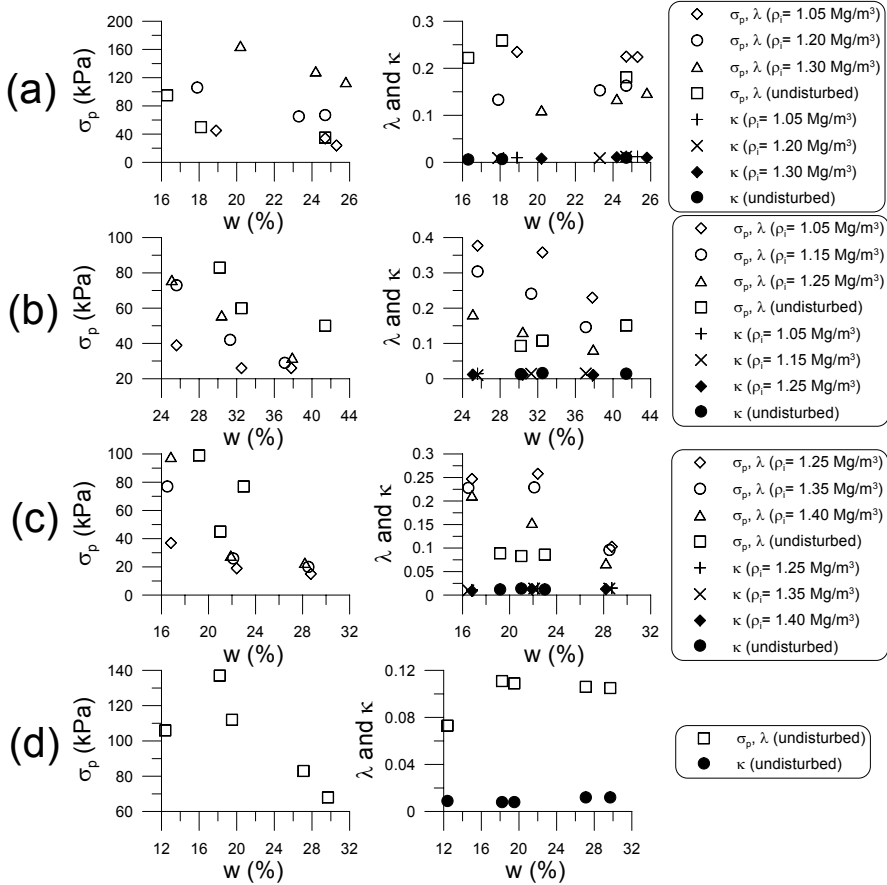 (a)
σp (kPa)
200
160
120
80
40
0
16 18 20 22 24 26
w (%)
λ and κ
0.3
0.2
0.1
0
16 18 20 22 24 26
w (%)
σp, λ (ρi= 1.05 Mg/m³)
σp, λ (ρi= 1.20 Mg/m³)
σp, λ (ρi= 1.30 Mg/m³)
σp, λ (undisturbed)
κ (ρi= 1.05 Mg/m³)
κ (ρi= 1.20 Mg/m³)
κ (ρi= 1.30 Mg/m³)
κ (undisturbed)
(b)
σp (kPa)
100
80
60
40
20
24 28 32 36 40 44
w (%)
λ and κ
0.4
0.3
0.2
0.1
0
24 28 32 36 40 44
w (%)
σp, λ (ρi= 1.05 Mg/m³)
σp, λ (ρi= 1.15 Mg/m³)
σp, λ (ρi= 1.25 Mg/m³)
σp, λ (undisturbed)
κ (ρi= 1.05 Mg/m³)
κ (ρi= 1.15 Mg/m³)
κ (ρi= 1.25 Mg/m³)
κ (undisturbed)
(c)
σp (kPa)
100
80
60
40
20
0
16 20 24 28 32
w (%)
λ and κ
0.3
0.25
0.2
0.15
0.1
0.05
0
16 20 24 28 32
w (%)
σp, λ (ρi= 1.25 Mg/m³)
σp, λ (ρi= 1.35 Mg/m³)
σp, λ (ρi= 1.40 Mg/m³)
σp, λ (undisturbed)
κ (ρi= 1.25 Mg/m³)
κ (ρi= 1.35 Mg/m³)
κ (ρi= 1.40 Mg/m³)
κ (undisturbed)
(d)
σp (kPa)
140
120
100
80
60
12 16 20 24 28 32
w (%)
λ and κ
0.12
0.08
0.04
0
12 16 20 24 28 32
w (%)
σp, λ (undisturbed)
κ (undisturbed)